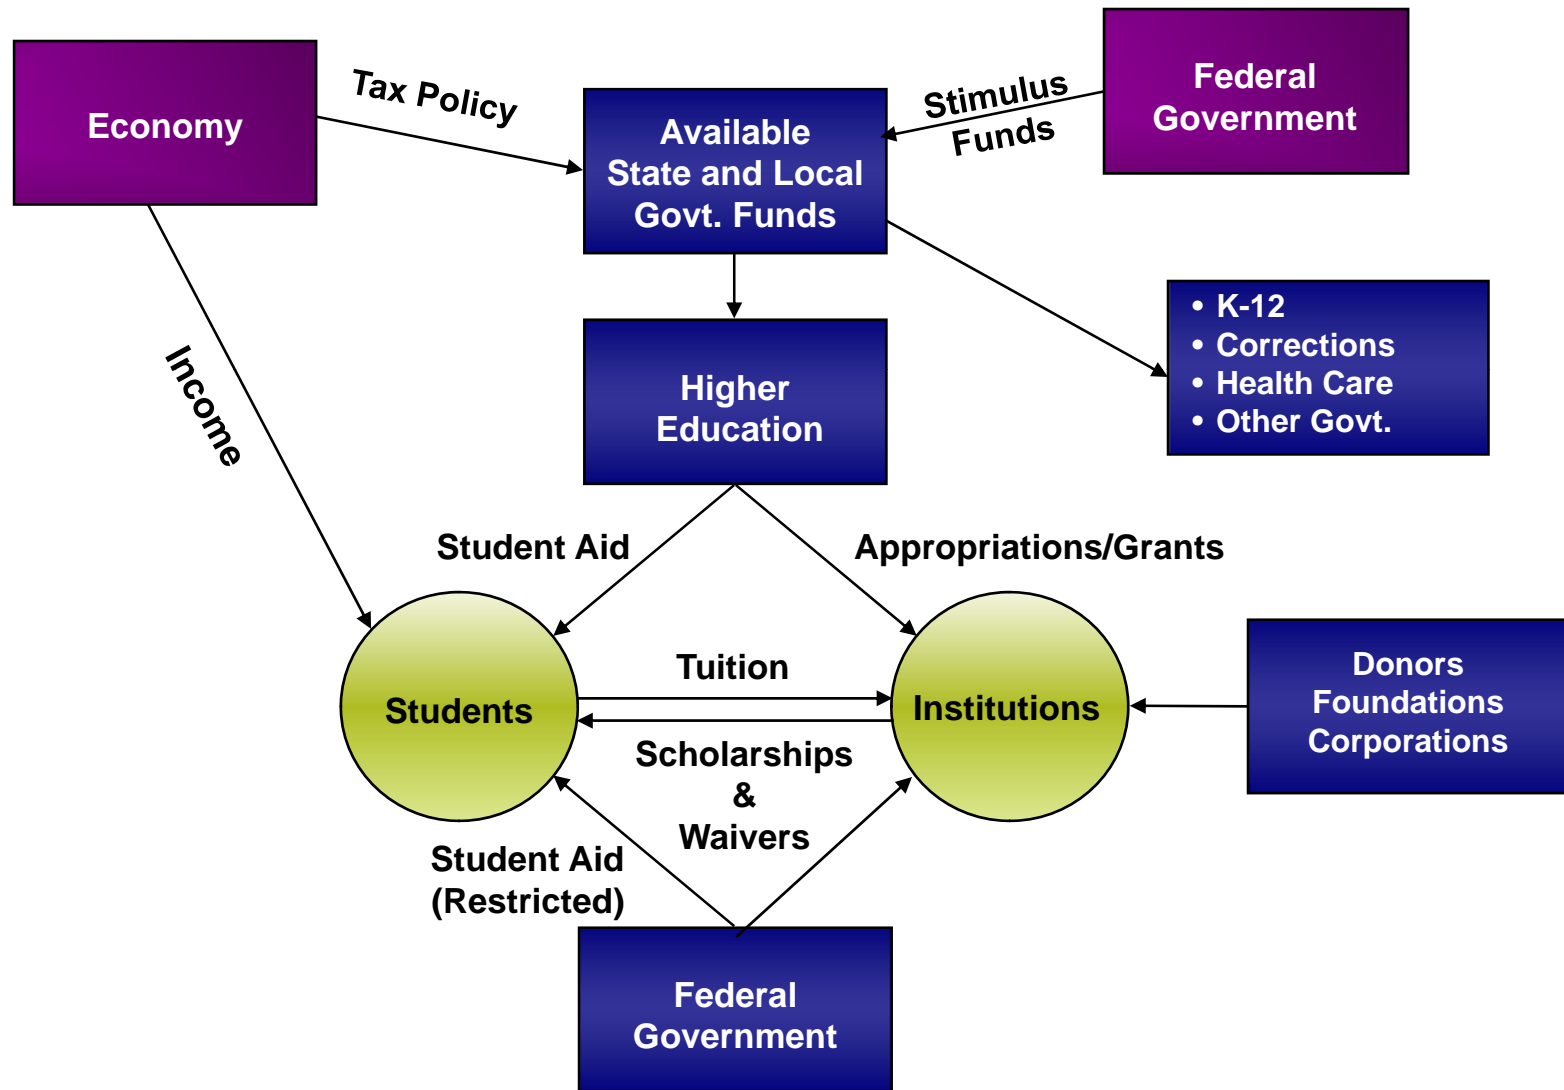 Economy
Tax Policy
Available
State and Local
Govt. Funds
Stimulus
Funds
Federal
Government
• K-12
• Corrections
• Health Care
• Other Govt.
Income
Higher
Education
Student Aid
Appropriations/Grants
Students
Tuition
Institutions
Donors
Foundations
Corporations
Scholarships
&
Waivers
Student Aid
(Restricted)
Federal
Government